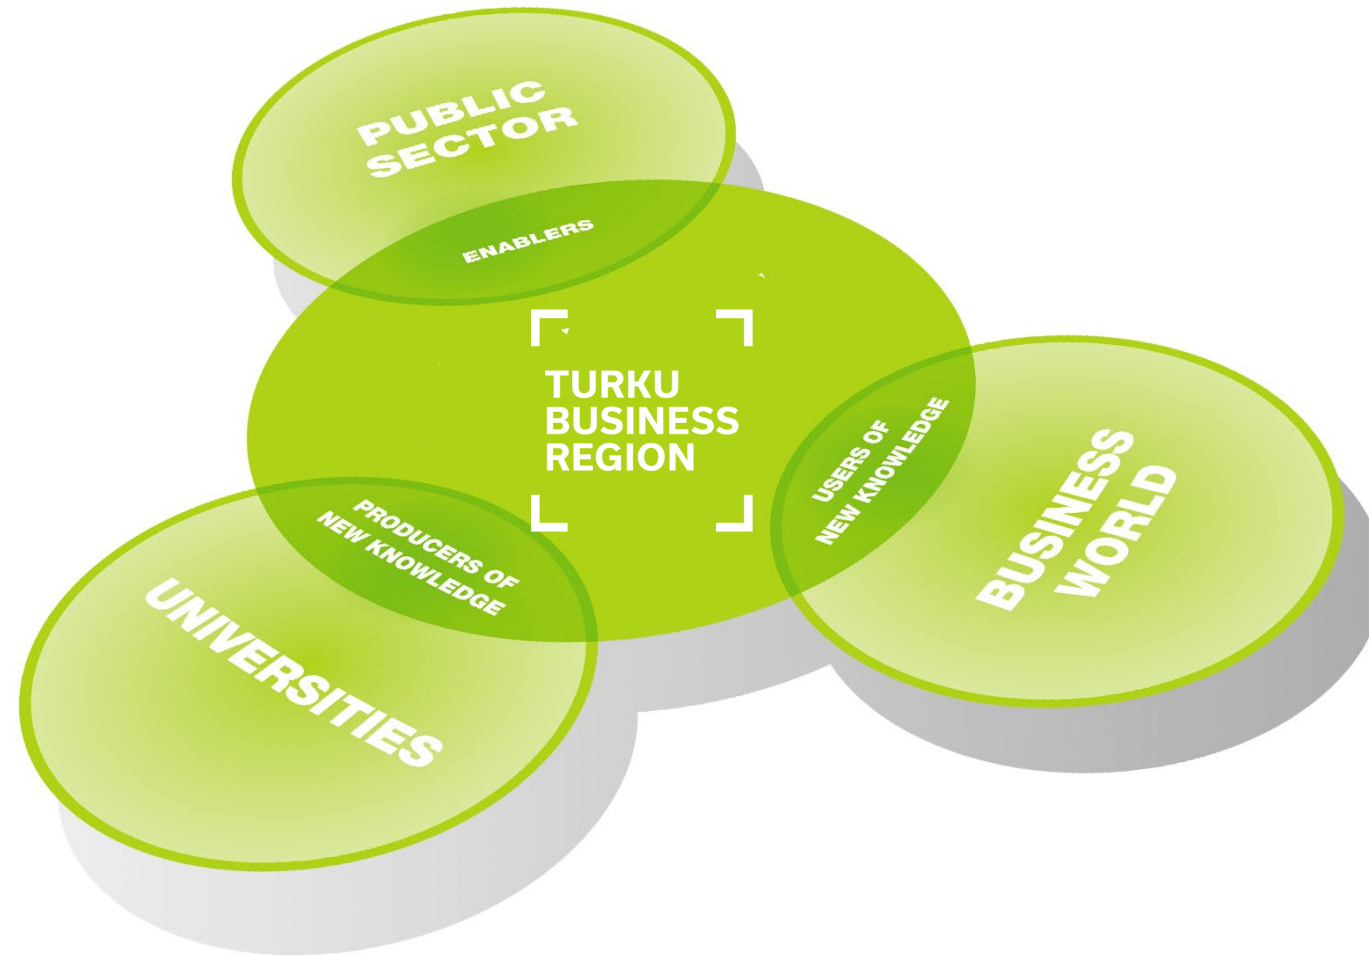 PUBLIC
SECTOR
ENABLERS
TURKU
BUSINESS
REGION
USERS OF
NEW KNOWLEDGE
BUSINESS
WORLD
PRODUCERS OF
NEW KNOWLEDGE
UNIVERSITIES